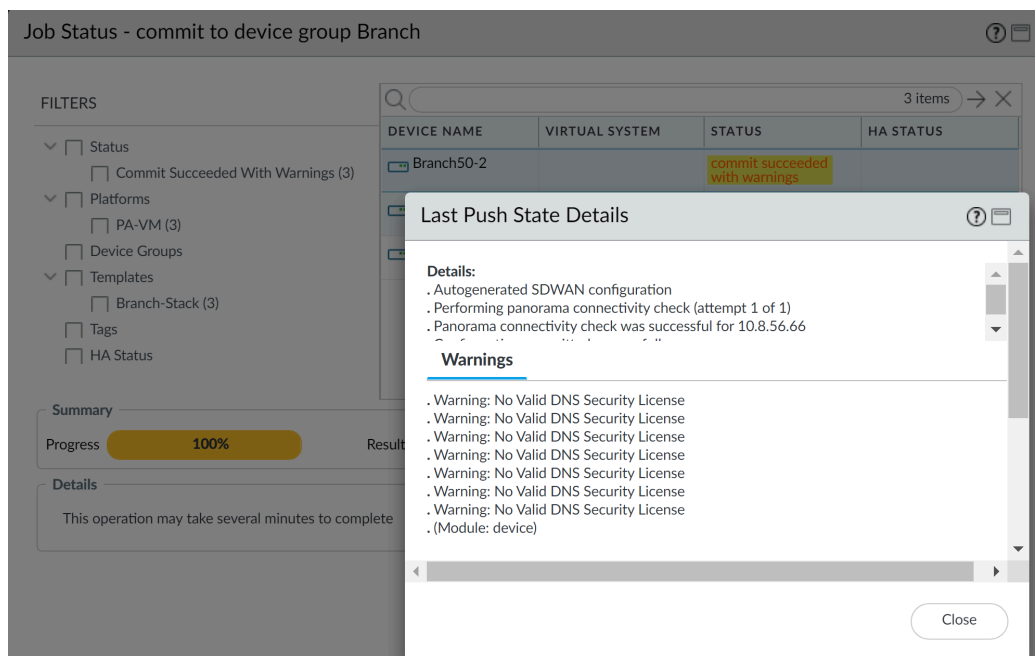 Job Status - commit to device group Branch
FILTERS
Status
Commit Succeeded With Warnings (3)
Platforms
PA-VM (3)
Device Groups
Templates
Branch-Stack (3)
Tags
HA Status
3 items
DEVICE NAME VIRTUAL SYSTEM STATUS HA STATUS
Branch50-2 commit succeeded
with warnings
Summary
Progress 100% Result
Details
This operation may take several minutes to complete
Last Push State Details
Details:
. Autogenerated SDWAN configuration
. Performing panorama connectivity check (attempt 1 of 1)
. Panorama connectivity check was successful for 10.8.56.66
Warnings
. Warning: No Valid DNS Security License
. Warning: No Valid DNS Security License
. Warning: No Valid DNS Security License
. Warning: No Valid DNS Security License
. Warning: No Valid DNS Security License
. Warning: No Valid DNS Security License
. Warning: No Valid DNS Security License
. (Module: device)
Close